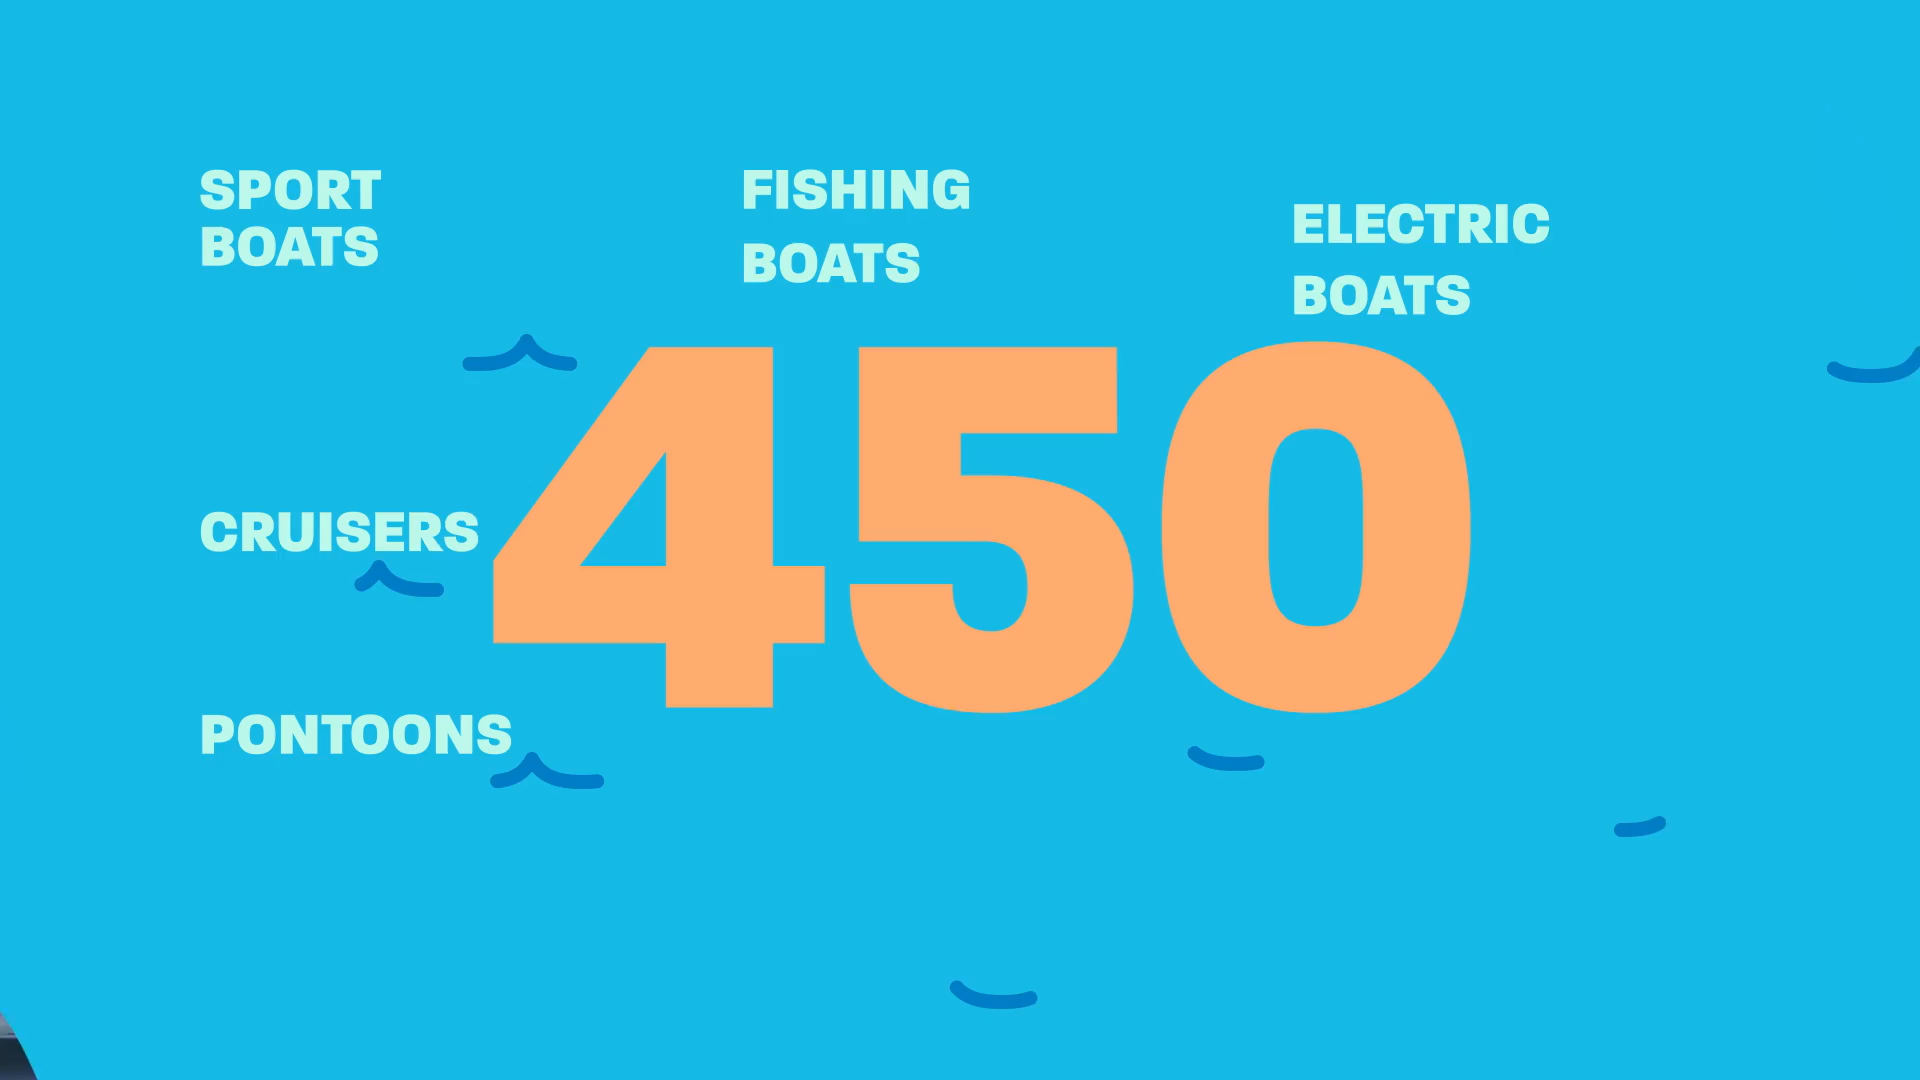 SPORT
BOATS
FISHING
BOATS
ELECTRIC
BOATS
450
CRUISERS
PONTOONS